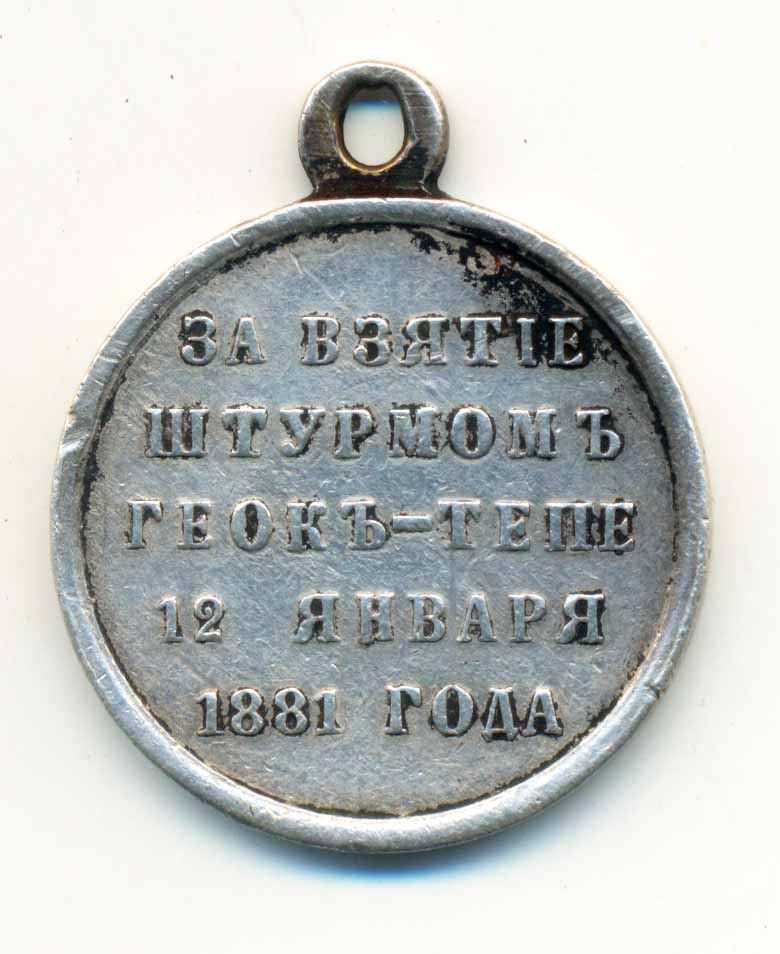 ЗА ВЗЯТІЕ
ШТУРМОМЪ
ГЕОКЪ-ТЕПЕ
12 ЯНВАРЯ
1881 ГОДА